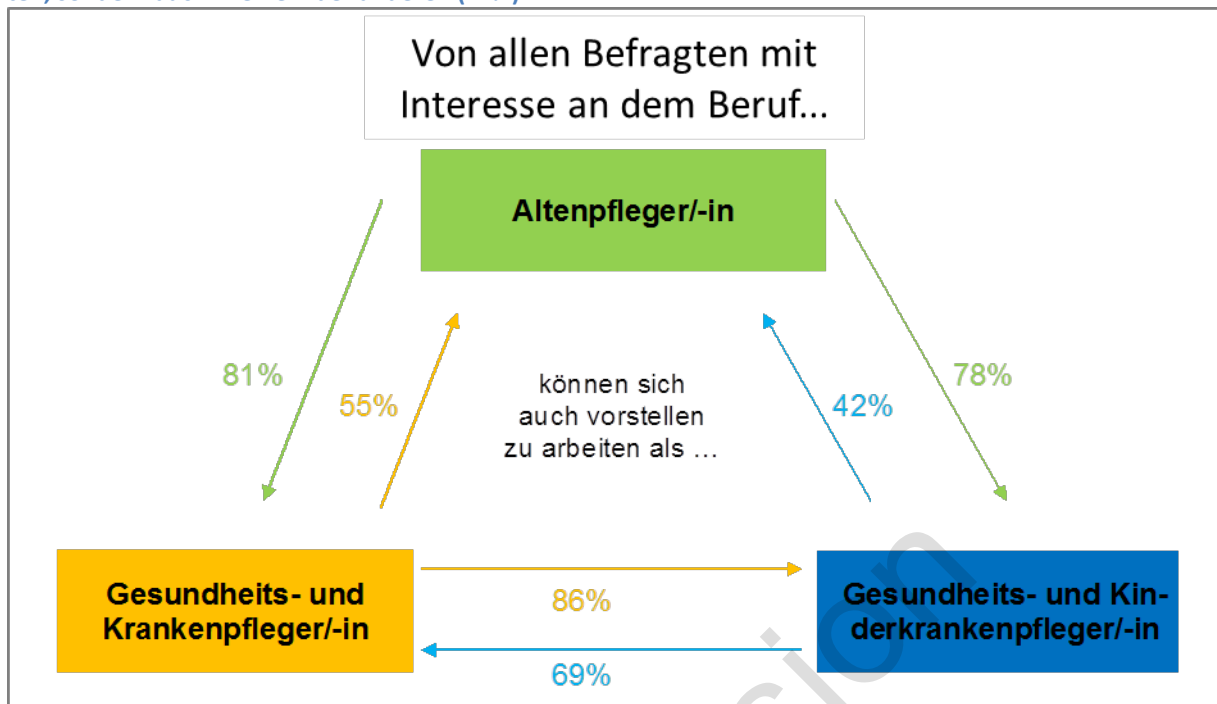 Von allen Befragten mit
Interesse an dem Beruf...
Altenpfleger/-in
81%
55%
können sich
auch vorstellen
zu arbeiten als ...
42%
78%
Gesundheits- und
Krankenpfleger/-in
86%
69%
Gesundheits- und Kin-
derkrankenpfleger/-in
sion